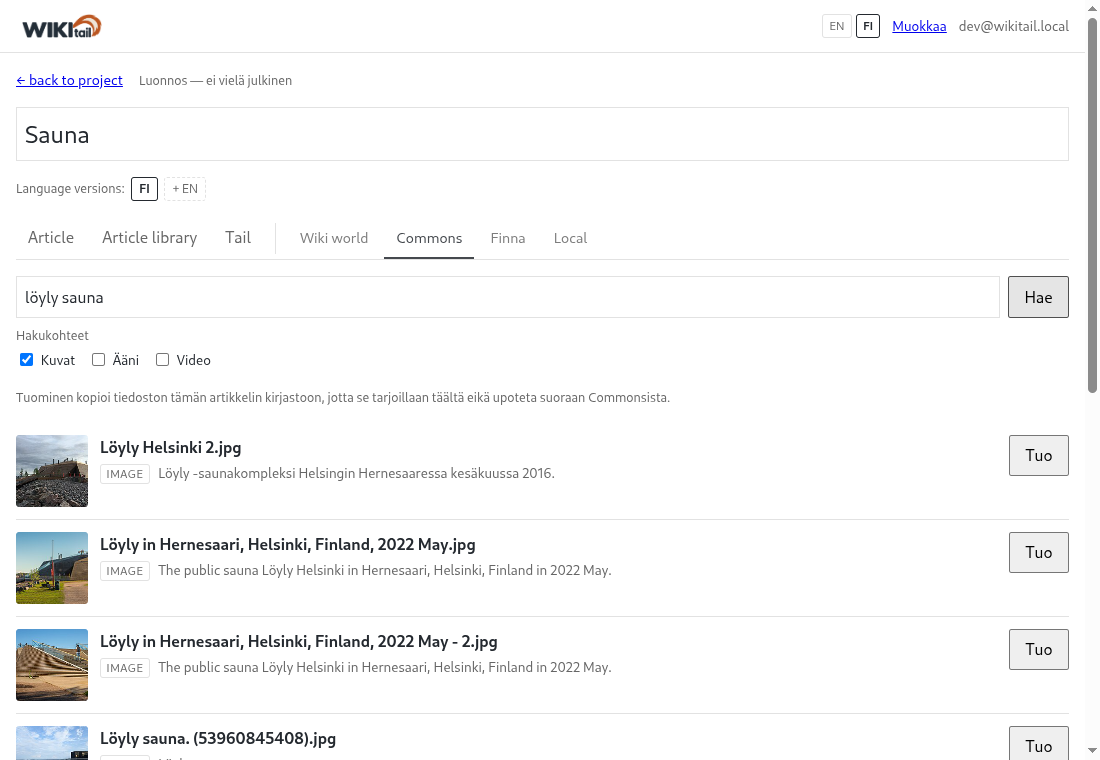 WIKItail
EN FI Muokkaa dev@wikitail.local
← back to project Luonnos — ei vielä julkinen
Sauna
Language versions: FI + EN
Article Article library Tail Wiki world Commons Finna Local
löyly sauna Hae
Hakukohteet
Kuvat Ääni Video
Tuominen kopioi tiedoston tämän artikkelin kirjastoon, jotta se tarjoillaan täältä eikä upoteta suoraan Commonsista.
Löyly Helsinki 2.jpg Tuo
IMAGE Löyly -saunakompleksi Helsingin Hernesaaressa kesäkuussa 2016.
Löyly in Hernesaari, Helsinki, Finland, 2022 May.jpg Tuo
IMAGE The public sauna Löyly Helsinki in Hernesaari, Helsinki, Finland in 2022 May.
Löyly in Hernesaari, Helsinki, Finland, 2022 May - 2.jpg Tuo
IMAGE The public sauna Löyly Helsinki in Hernesaari, Helsinki, Finland in 2022 May.
Löyly sauna. (53960845408).jpg Tuo